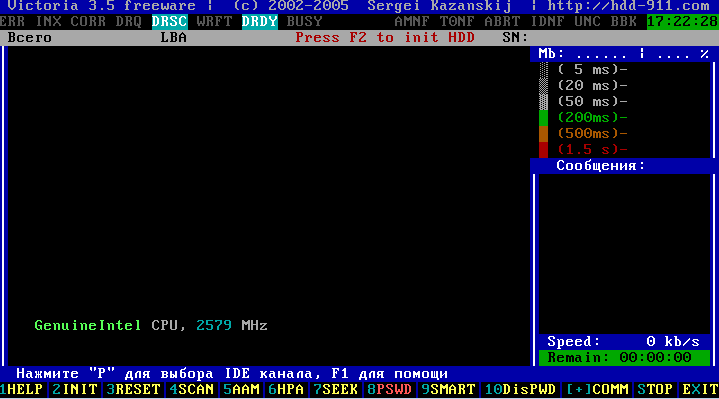 Victoria 3.5 freeware ¦ (c) 2002-2005 Sergei Kazanskij ¦ http://hdd-911.com
ERR INX CORR DRQ DRSC WRFT DRDY BUSY AMNF TONF ABRT IDNF UNC BBK 17:22:28
Всего LBA Press F2 to init HDD SN:
Mb: ...... ¦ .... %
( 5 ms)-
(20 ms)-
(50 ms)-
(200ms)-
(500ms)-
(1.5 s)-
Сообщения:
GenuineIntel CPU, 2579 MHz
Speed: 0 kb/s
Remain: 00:00:00
Нажмите "P" для выбора IDE канала, F1 для помощи
1HELP 2INIT 3RESET 4SCAN 5AAM 6HPA 7SEEK 8PSWD 9SMART 10DisPWD [+]COMM STOP EXIT